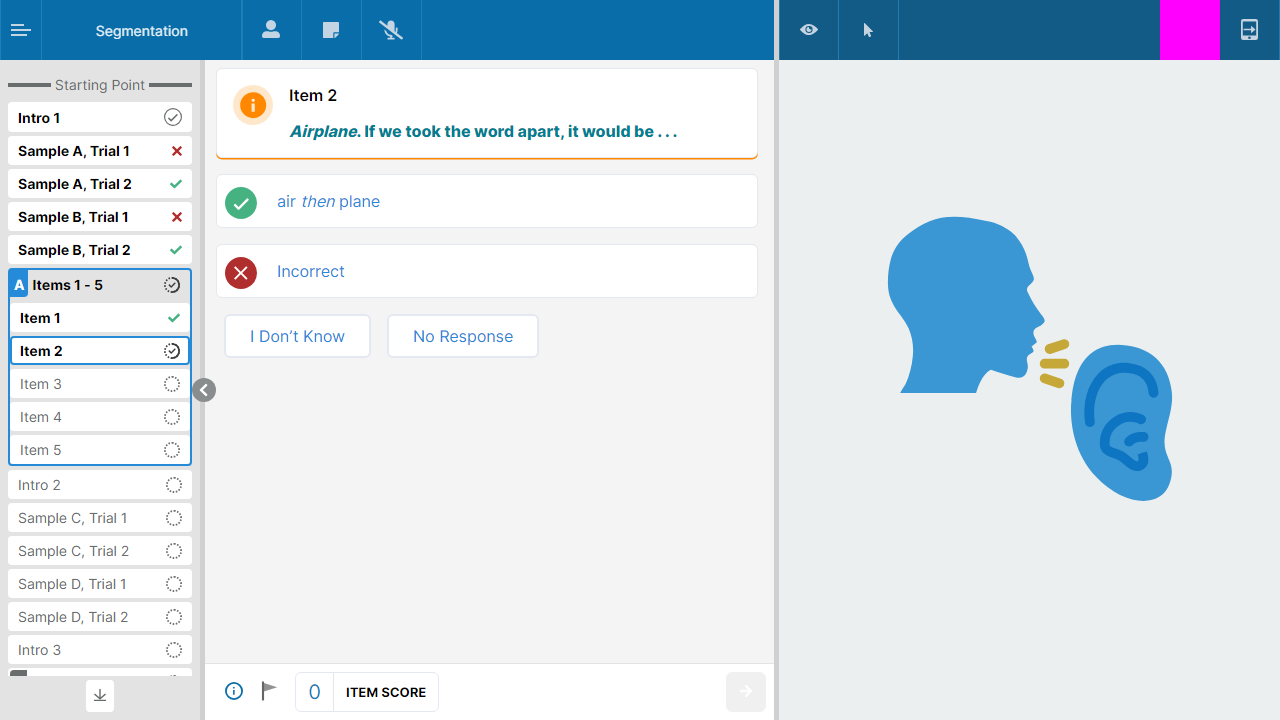 Segmentation
Starting Point
Intro 1
Sample A, Trial 1
Sample A, Trial 2
Sample B, Trial 1
Sample B, Trial 2
A Items 1 - 5
Item 1
Item 2
Item 3
Item 4
Item 5
Intro 2
Sample C, Trial 1
Sample C, Trial 2
Sample D, Trial 1
Sample D, Trial 2
Intro 3
Item 2
Airplane. If we took the word apart, it would be . . .
air then plane
Incorrect
I Don’t Know
No Response
0 ITEM SCORE